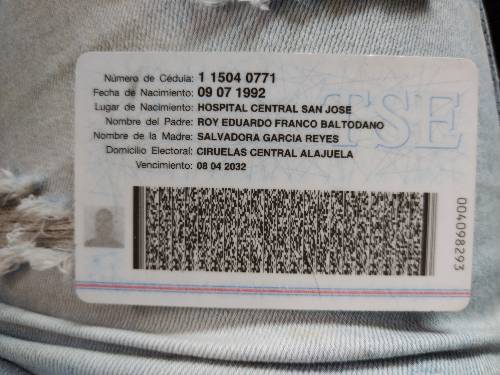 Número de Cédula: 1 1504 0771
Fecha de Nacimiento: 09 07 1992
Lugar de Nacimiento: HOSPITAL CENTRAL SAN JOSE
Nombre del Padre: ROY EDUARDO FRANCO BALTODANO
Nombre de la Madre: SALVADORA GARCIA REYES
Domicilio Electoral: CIRUELAS CENTRAL ALAJUELA
Vencimiento: 08 04 2032
TSE
004098293